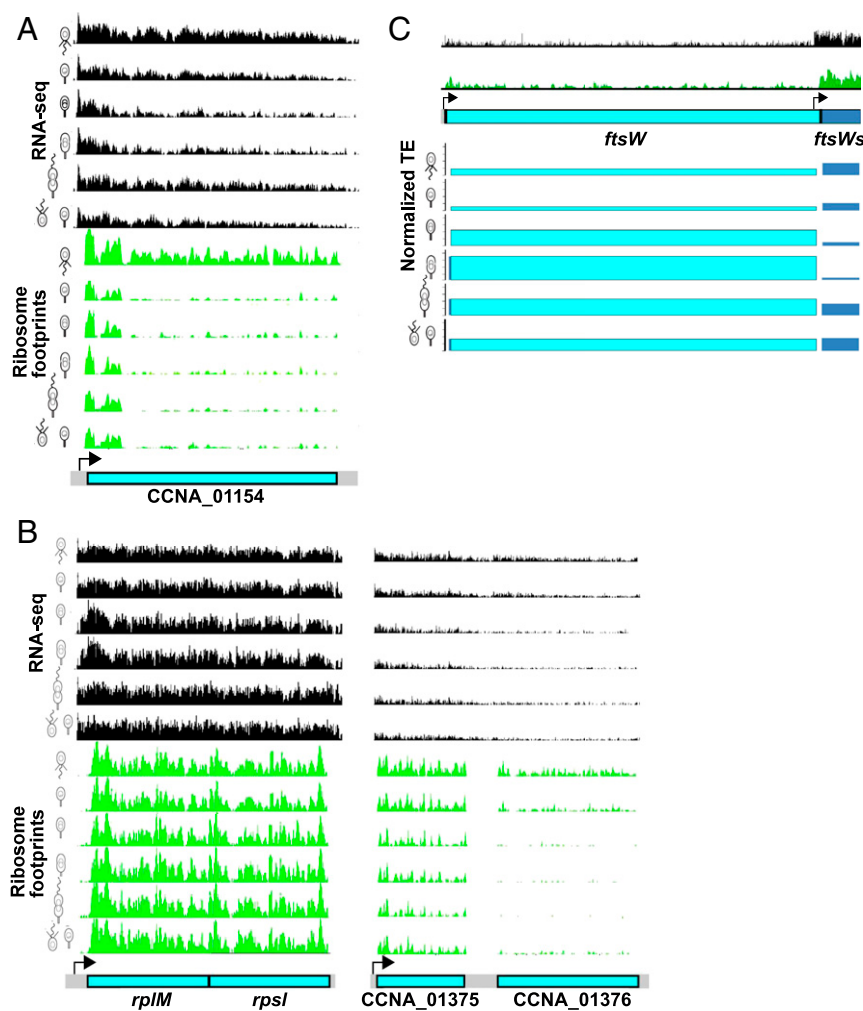 A
RNA-seq
Ribosome
footprints
CCNA_01154
C
ftsW
ftsWs
Normalized TE
B
RNA-seq
Ribosome
footprints
rplM
rpsI
CCNA_01375
CCNA_01376